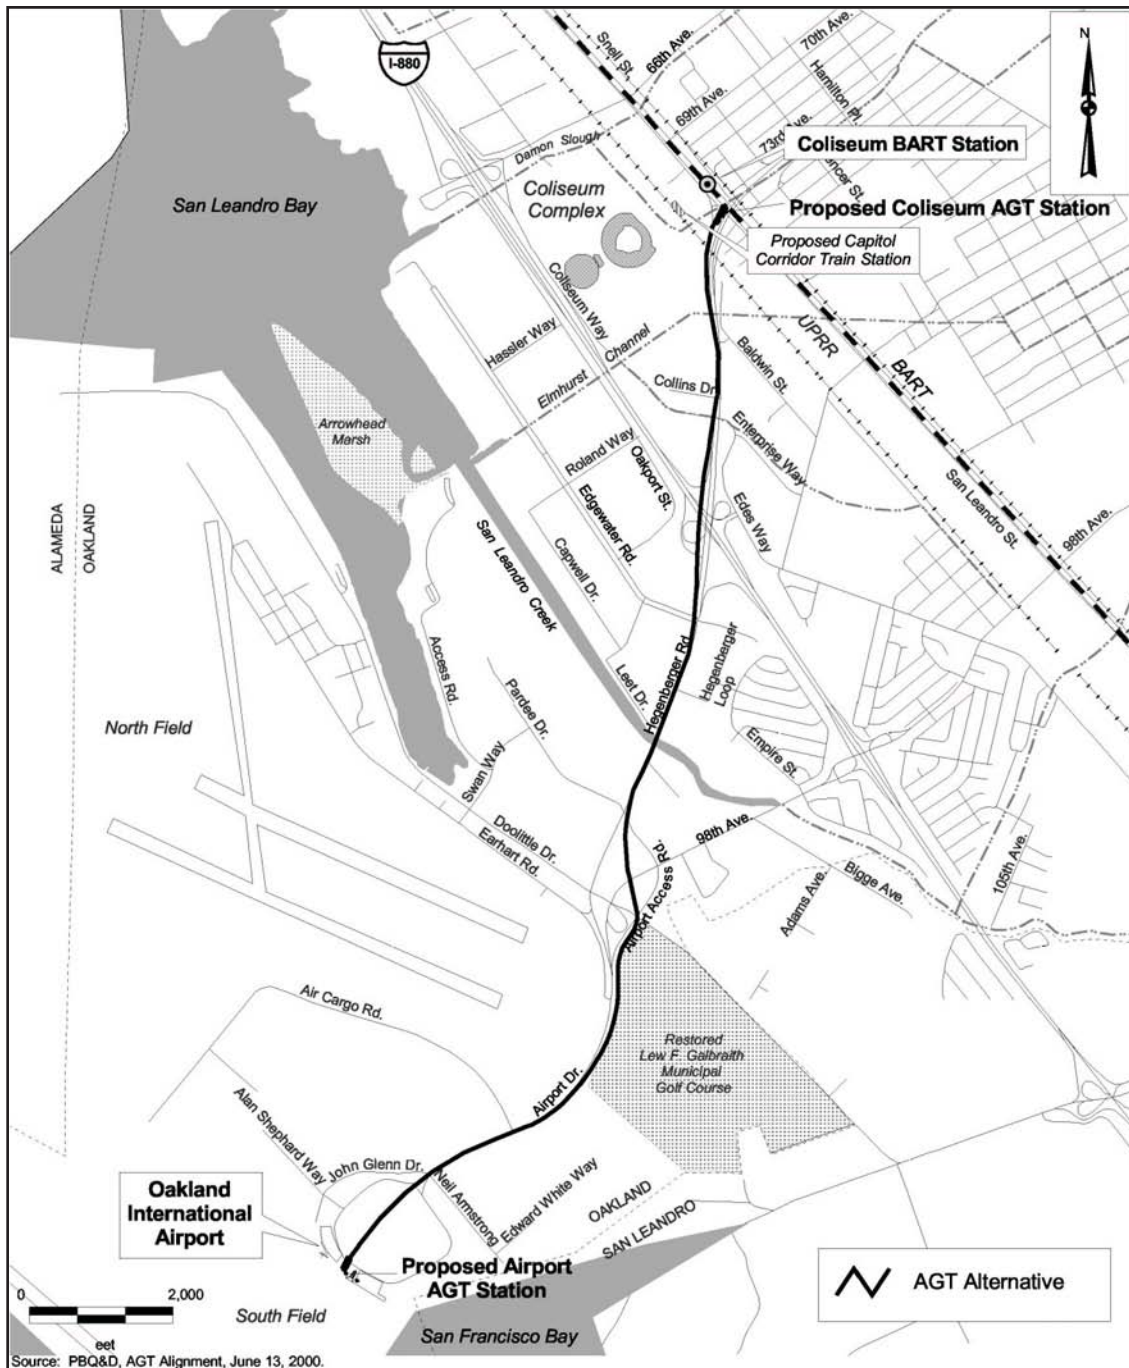 I-880
N
Snell St.
66th Ave.
70th Ave.
Hamilton Pl.
69th Ave.
73rd Ave.
Damon Slough
Coliseum BART Station
Spencer St.
San Leandro Bay
Coliseum
Complex
Proposed Coliseum AGT Station
Proposed Capitol
Corridor Train Station
Coliseum Way
Hassler Way
Elmhurst Channel
UPRR
BART
Baldwin St.
Collins Dr.
Arrowhead
Marsh
Roland Way
Oakport St.
Enterprise Way
Edgewater Rd.
Edes Way
San Leandro St.
98th Ave.
ALAMEDA
OAKLAND
San Leandro Creek
Capwell Dr.
Access Rd.
Leet Dr.
Hegenberger Rd.
Hegenberger
Loop
Pardee Dr.
North Field
Empire St.
Swan Way
Doolittle Dr.
Earhart Rd.
98th Ave.
Airport Access Rd.
Bigge Ave.
Adams Ave.
105th Ave.
Air Cargo Rd.
Restored
Lew F. Galbraith
Municipal
Golf Course
Airport Dr.
Alan Shephard Way
John Glenn Dr.
Neil Armstrong
Edward White Way
OAKLAND
SAN LEANDRO
Oakland
International
Airport
Proposed Airport
AGT Station
AGT Alternative
0 2,000
eet
South Field
San Francisco Bay
Source: PBQ&D, AGT Alignment, June 13, 2000.